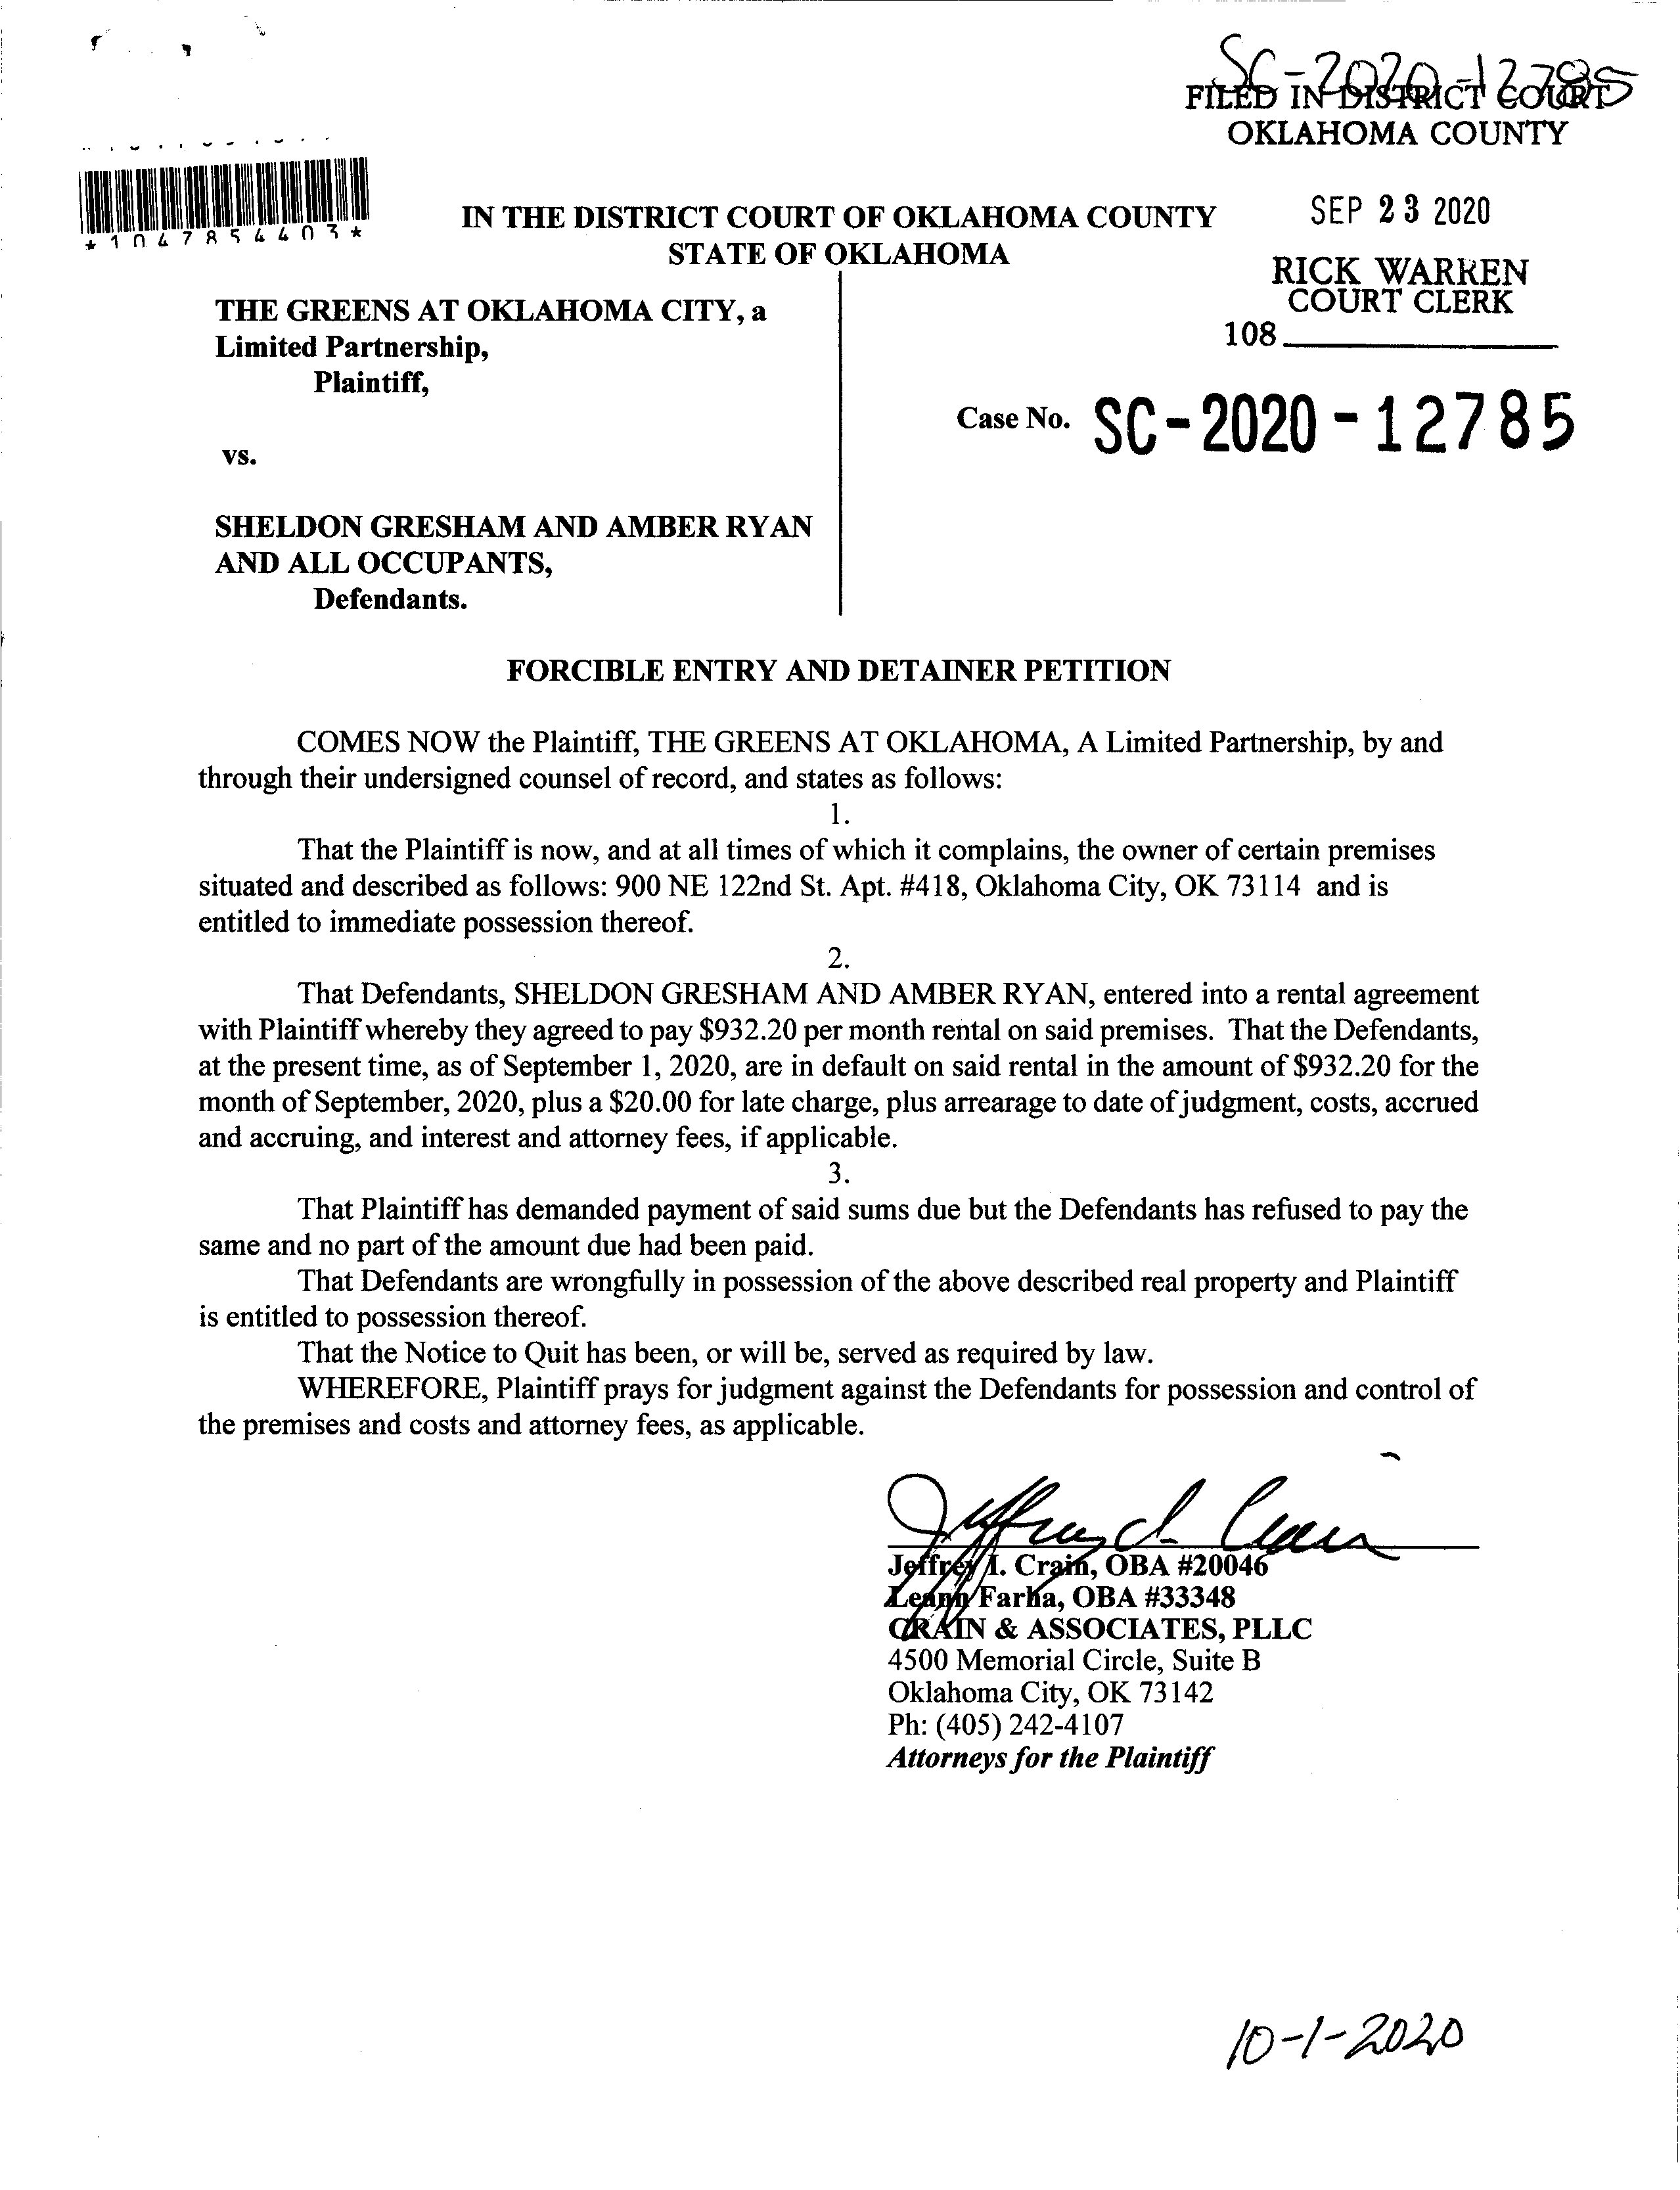 SC-2020-12785
FILED IN DISTRICT COURT
OKLAHOMA COUNTY
SEP 23 2020
RICK WARREN
COURT CLERK
108
*1047854403*
IN THE DISTRICT COURT OF OKLAHOMA COUNTY
STATE OF OKLAHOMA
THE GREENS AT OKLAHOMA CITY, a
Limited Partnership,
Plaintiff,
vs.
SHELDON GRESHAM AND AMBER RYAN
AND ALL OCCUPANTS,
Defendants.
Case No. SC-2020-12785
FORCIBLE ENTRY AND DETAINER PETITION
COMES NOW the Plaintiff, THE GREENS AT OKLAHOMA, A Limited Partnership, by and
through their undersigned counsel of record, and states as follows:
1.
That the Plaintiff is now, and at all times of which it complains, the owner of certain premises
situated and described as follows: 900 NE 122nd St. Apt. #418, Oklahoma City, OK 73114 and is
entitled to immediate possession thereof.
2.
That Defendants, SHELDON GRESHAM AND AMBER RYAN, entered into a rental agreement
with Plaintiff whereby they agreed to pay $932.20 per month rental on said premises. That the Defendants,
at the present time, as of September 1, 2020, are in default on said rental in the amount of $932.20 for the
month of September, 2020, plus a $20.00 for late charge, plus arrearage to date of judgment, costs, accrued
and accruing, and interest and attorney fees, if applicable.
3.
That Plaintiff has demanded payment of said sums due but the Defendants has refused to pay the
same and no part of the amount due had been paid.
That Defendants are wrongfully in possession of the above described real property and Plaintiff
is entitled to possession thereof.
That the Notice to Quit has been, or will be, served as required by law.
WHEREFORE, Plaintiff prays for judgment against the Defendants for possession and control of
the premises and costs and attorney fees, as applicable.
Jeffrey I. Crain, OBA #20046
Leann Farha, OBA #33348
CRAIN & ASSOCIATES, PLLC
4500 Memorial Circle, Suite B
Oklahoma City, OK 73142
Ph: (405) 242-4107
Attorneys for the Plaintiff
10-1-2020